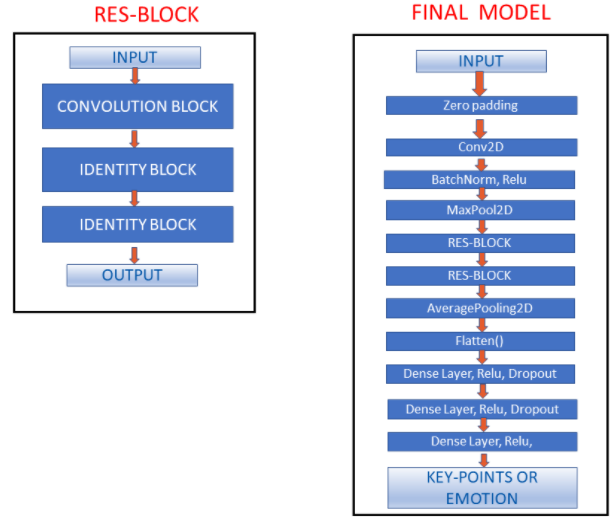 RES-BLOCK
INPUT
CONVOLUTION BLOCK
IDENTITY BLOCK
IDENTITY BLOCK
OUTPUT
FINAL MODEL
INPUT
Zero padding
Conv2D
BatchNorm, Relu
MaxPool2D
RES-BLOCK
RES-BLOCK
AveragePooling2D
Flatten()
Dense Layer, Relu, Dropout
Dense Layer, Relu, Dropout
Dense Layer, Relu,
KEY-POINTS OR
EMOTION